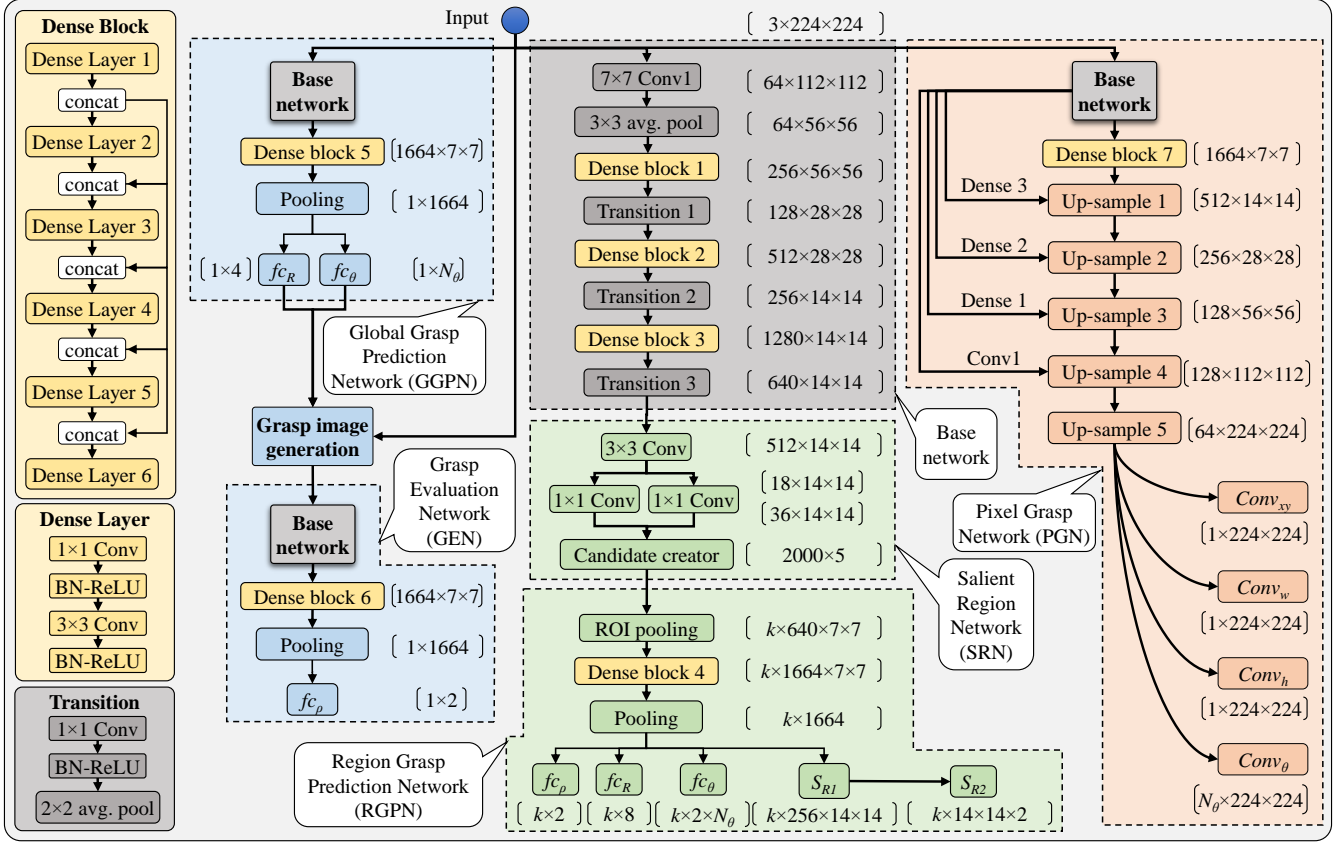 Dense Block
Dense Layer 1
concat
Dense Layer 2
concat
Dense Layer 3
concat
Dense Layer 4
concat
Dense Layer 5
concat
Dense Layer 6
Dense Layer
1×1 Conv
BN-ReLU
3×3 Conv
BN-ReLU
Transition
1×1 Conv
BN-ReLU
2×2 avg. pool
Input
Base
network
Dense block 5
(1664×7×7)
Pooling
( 1×1664 )
(1×4)
fc_R
fc_θ
(1×N_θ)
Global Grasp
Prediction
Network (GGPN)
Grasp image
generation
Grasp
Evaluation
Network
(GEN)
Base
network
Dense block 6
(1664×7×7)
Pooling
( 1×1664 )
fc_ρ
( 1×2 )
( 3×224×224 )
7×7 Conv1
( 64×112×112 )
3×3 avg. pool
( 64×56×56 )
Dense block 1
( 256×56×56 )
Transition 1
( 128×28×28 )
Dense block 2
( 512×28×28 )
Transition 2
( 256×14×14 )
Dense block 3
( 1280×14×14 )
Transition 3
( 640×14×14 )
Base
network
3×3 Conv
( 512×14×14 )
1×1 Conv
1×1 Conv
(18×14×14)
(36×14×14)
Candidate creator
( 2000×5 )
Salient
Region
Network
(SRN)
ROI pooling
( k×640×7×7 )
Dense block 4
( k×1664×7×7 )
Pooling
( k×1664 )
Region Grasp
Prediction Network
(RGPN)
fc_ρ
fc_R
fc_θ
S_R1
S_R2
( k×2 )
( k×8 )
( k×2×N_θ )
( k×256×14×14 )
( k×14×14×2 )
Base
network
Dense block 7
(1664×7×7)
Dense 3
Up-sample 1
(512×14×14)
Dense 2
Up-sample 2
(256×28×28)
Dense 1
Up-sample 3
(128×56×56)
Conv1
Up-sample 4
(128×112×112)
Up-sample 5
(64×224×224)
Pixel Grasp
Network (PGN)
Conv_xy
(1×224×224)
Conv_w
(1×224×224)
Conv_h
(1×224×224)
Conv_θ
(N_θ×224×224)